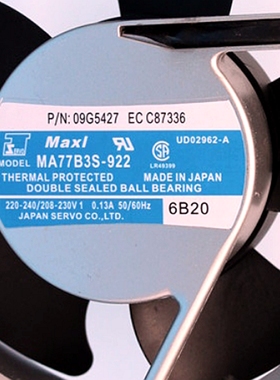 P/N: 09G5427 EC C87336
Maxl UD02962-A
LR49399
MODEL MA77B3S-922
THERMAL PROTECTED MADE IN JAPAN
DOUBLE SEALED BALL BEARING
220-240/208-230V 1 0.13A 50/60Hz
JAPAN SERVO CO.,LTD.
6B20